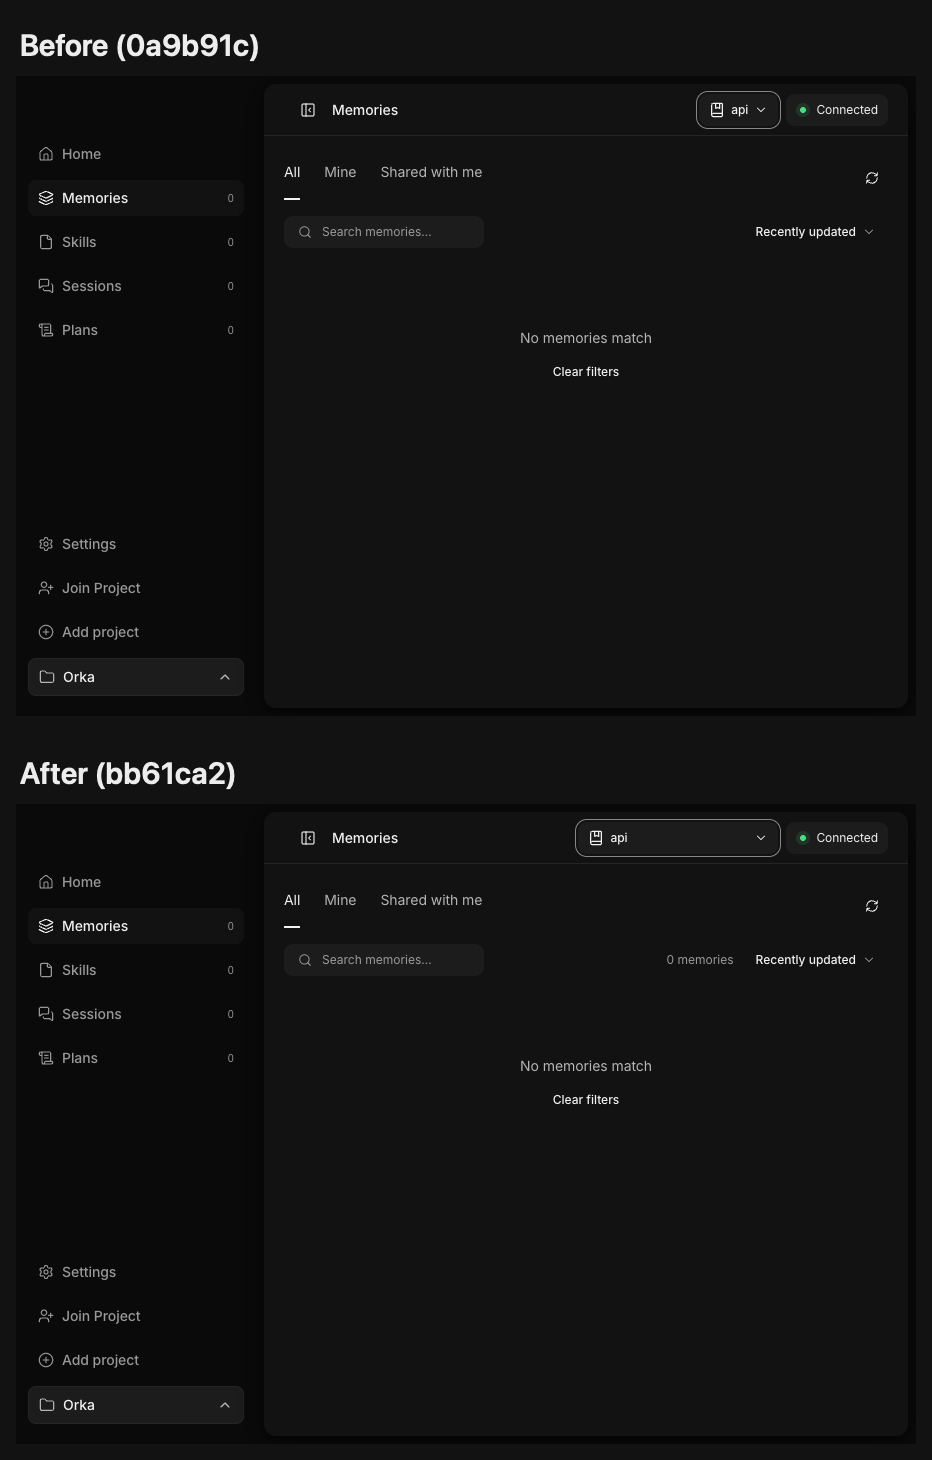 Before (0a9b91c)
Memories
api
Connected
Home
Memories 0
Skills 0
Sessions 0
Plans 0
Settings
Join Project
Add project
Orka
All Mine Shared with me
Search memories...
Recently updated
No memories match
Clear filters
After (bb61ca2)
Memories
api
Connected
Home
Memories 0
Skills 0
Sessions 0
Plans 0
Settings
Join Project
Add project
Orka
All Mine Shared with me
Search memories...
0 memories
Recently updated
No memories match
Clear filters